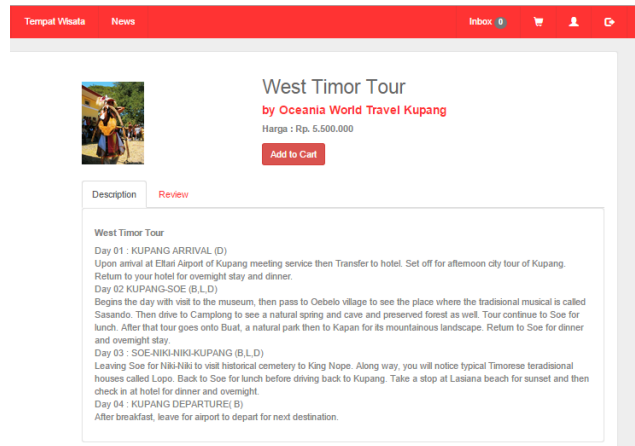 Tempat Wisata News Inbox 0
West Timor Tour
by Oceania World Travel Kupang
Harga : Rp. 5.500.000
Add to Cart
Description Review
West Timor Tour
Day 01 : KUPANG ARRIVAL (D)
Upon arrival at Eltari Airport of Kupang meeting service then Transfer to hotel. Set off for afternoon city tour of Kupang.
Return to your hotel for overnight stay and dinner.
Day 02 KUPANG-SOE (B,L,D)
Begins the day with visit to the museum, then pass to Oebelo village to see the place where the tradisional musical is called
Sasando. Then drive to Camplong to see a natural spring and cave and preserved forest as well. Tour continue to Soe for
lunch. After that tour goes onto Buat, a natural park then to Kapan for its mountainous landscape. Return to Soe for dinner
and overnight stay.
Day 03 : SOE-NIKI-NIKI-KUPANG (B,L,D)
Leaving Soe for Niki-Niki to visit historical cemetery to King Nope. Along way, you will notice typical Timorese teradisional
houses called Lopo. Back to Soe for lunch before driving back to Kupang. Take a stop at Lasiana beach for sunset and then
check in at hotel for dinner and overnight.
Day 04 : KUPANG DEPARTURE( B)
After breakfast, leave for airport to depart for next destination.